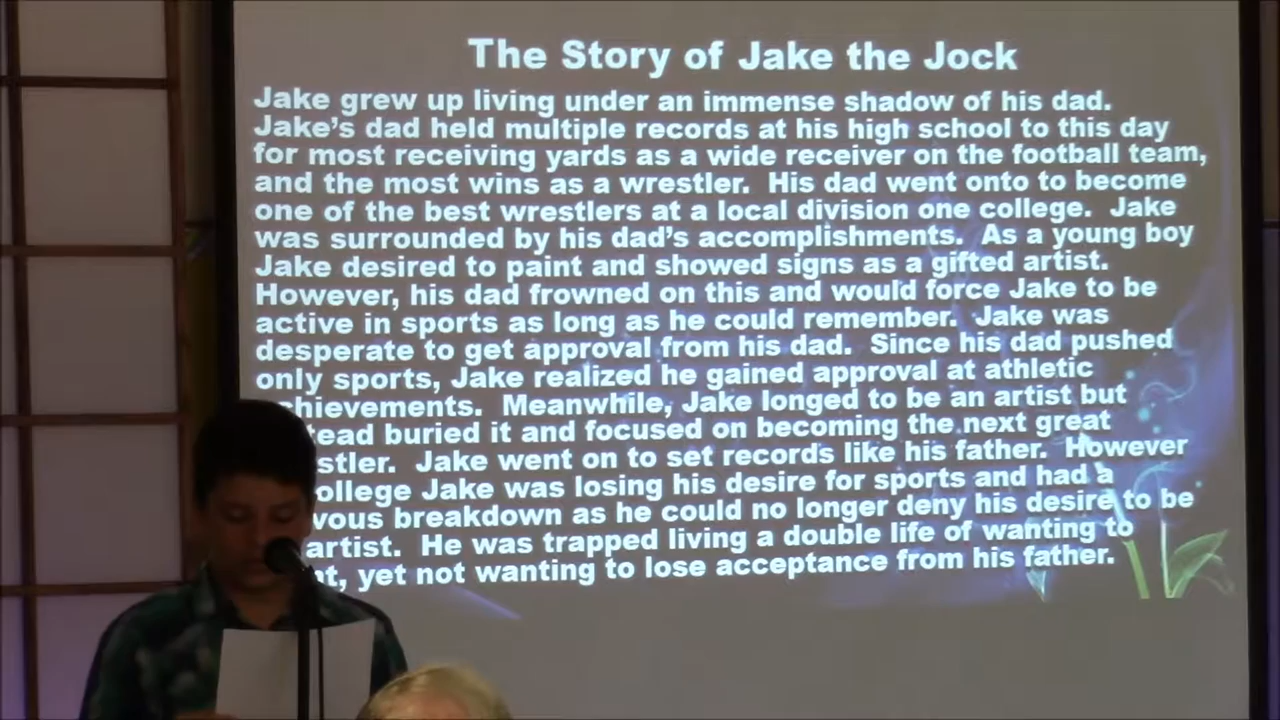 The Story of Jake the Jock
Jake grew up living under an immense shadow of his dad.
Jake's dad held multiple records at his high school to this day
for most receiving yards as a wide receiver on the football team,
and the most wins as a wrestler. His dad went onto to become
one of the best wrestlers at a local division one college. Jake
was surrounded by his dad's accomplishments. As a young boy
Jake desired to paint and showed signs as a gifted artist.
However, his dad frowned on this and would force Jake to be
active in sports as long as he could remember. Jake was
desperate to get approval from his dad. Since his dad pushed
only sports, Jake realized he gained approval at athletic
chievements. Meanwhile, Jake longed to be an artist but
tead buried it and focused on becoming the next great
stler. Jake went on to set records like his father. However
ollege Jake was losing his desire for sports and had a
vous breakdown as he could no longer deny his desire to be
artist. He was trapped living a double life of wanting to
nt, yet not wanting to lose acceptance from his father.